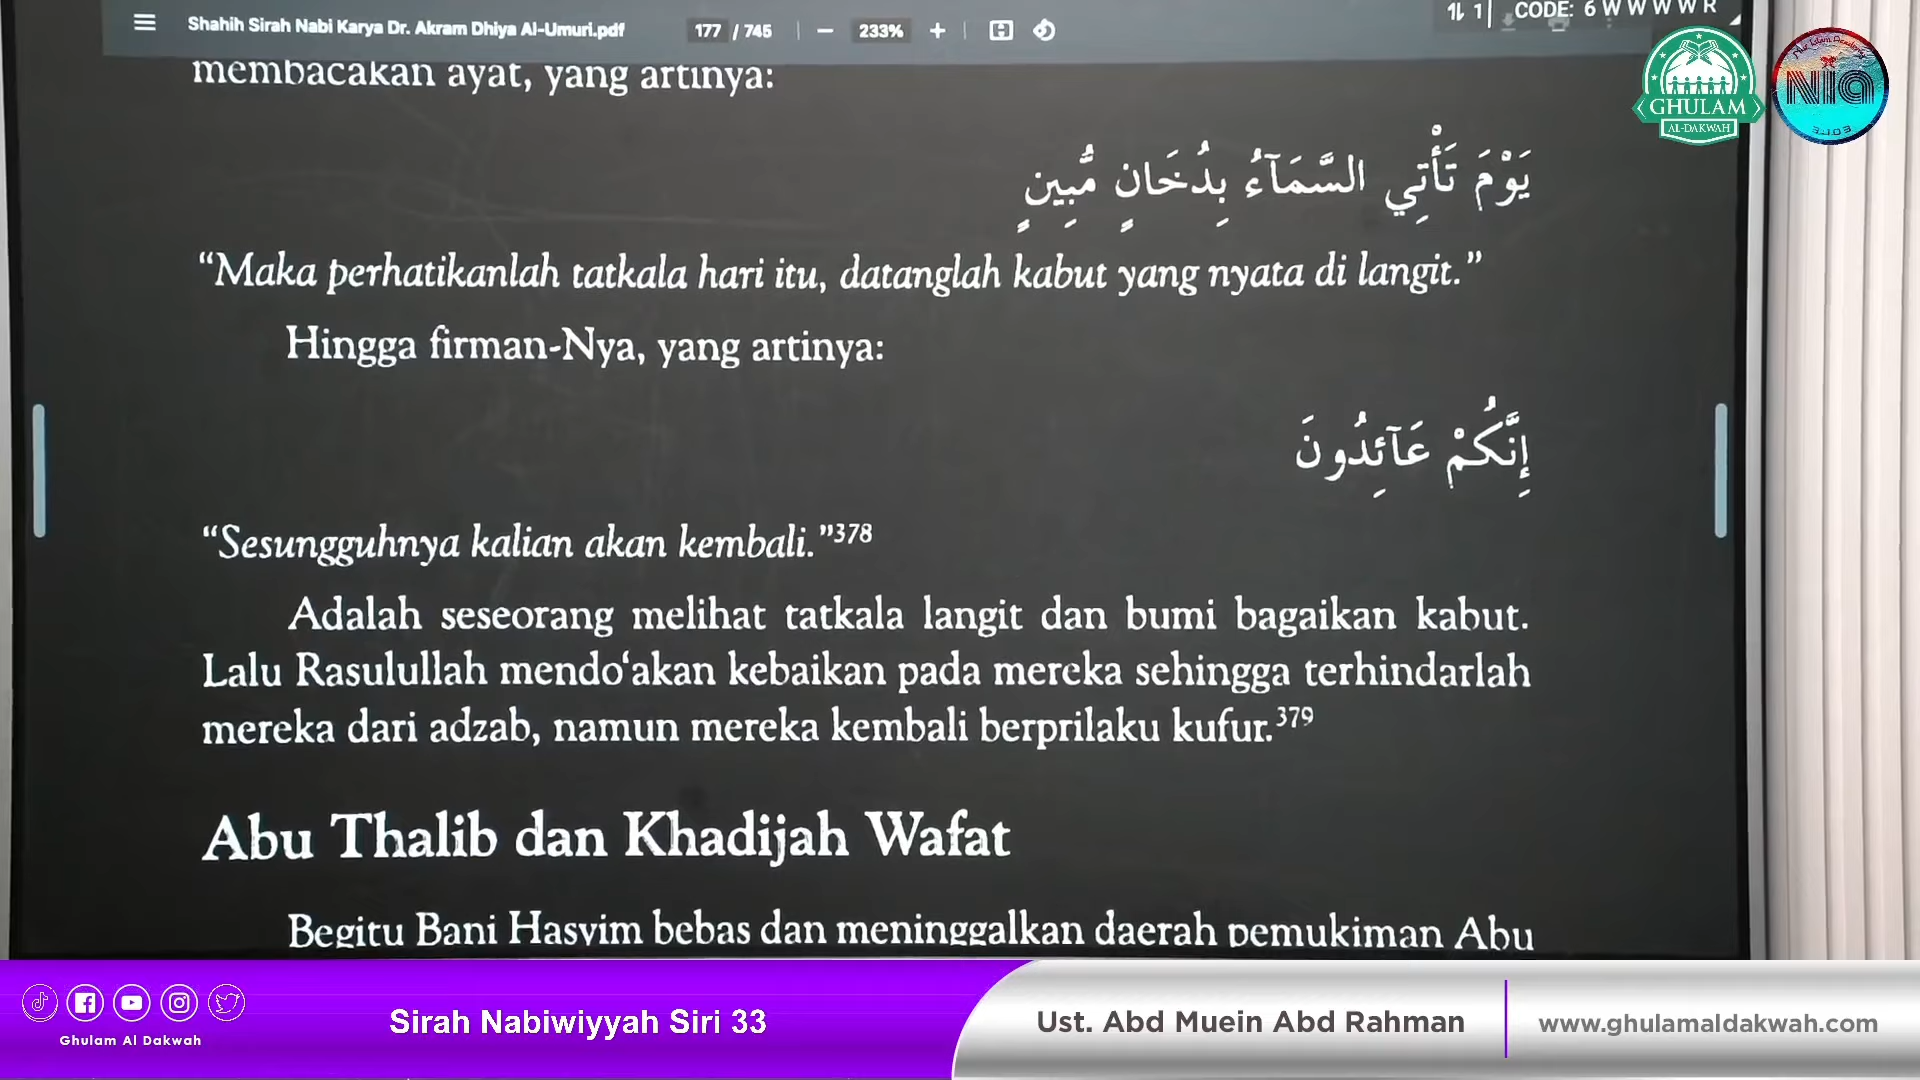 Shahih Sirah Nabi Karya Dr. Akram Dhiya Al-Umuri.pdf
177 / 745
233%
1
CODE: 6 W W W W R
membacakan ayat, yang artinya:
يَوْمَ تَأْتِي السَّمَآءُ بِدُخَانٍ مُّبِينٍ
“Maka perhatikanlah tatkala hari itu, datanglah kabut yang nyata di langit.”
Hingga firman-Nya, yang artinya:
إِنَّكُمْ عَآئِدُونَ
“Sesungguhnya kalian akan kembali.”378
Adalah seseorang melihat tatkala langit dan bumi bagaikan kabut.
Lalu Rasulullah mendo‘akan kebaikan pada mereka sehingga terhindarlah
mereka dari adzab, namun mereka kembali berprilaku kufur.379
Abu Thalib dan Khadijah Wafat
Begitu Bani Hasyim bebas dan meninggalkan daerah pemukiman Abu
GHULAM
AL-DAKWAH
NIA
Ghulam Al Dakwah
Sirah Nabiwiyyah Siri 33
Ust. Abd Muein Abd Rahman
www.ghulamaldakwah.com